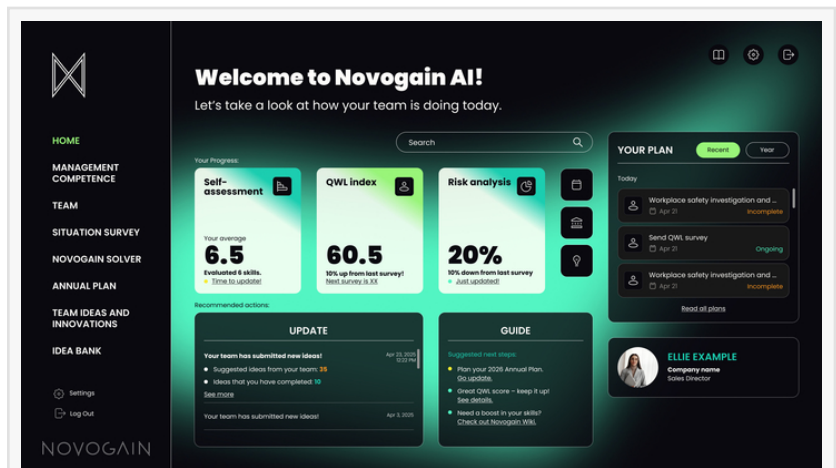 Welcome to Novogain AI!
Let's take a look at how your team is doing today.
HOME
MANAGEMENT
COMPETENCE
TEAM
SITUATION SURVEY
NOVOGAIN SOLVER
ANNUAL PLAN
TEAM IDEAS AND
INNOVATIONS
IDEA BANK
Settings
Log Out
NOVOGAIN
Search
Your Progress:
Self-
assessment
Your average
6.5
Evaluated 6 skills.
Time to update!
QWL index
60.5
10% up from last survey!
Next survey is XX
Risk analysis
20%
10% down from last survey
Just updated!
Recommended actions:
UPDATE
Your team has submitted new ideas!
Apr 23, 2025
12:22 PM
Suggested ideas from your team: 35
Ideas that you have completed: 10
See more
Your team has submitted new ideas!
Apr 3, 2025
GUIDE
Suggested next steps:
Plan your 2026 Annual Plan.
Go update.
Great QWL score – keep it up!
See details.
Need a boost in your skills?
Check out Novogain Wiki.
YOUR PLAN
Recent
Year
Today
Workplace safety investigation and ...
Apr 21
Incomplete
Send QWL survey
Apr 21
Ongoing
Workplace safety investigation and ...
Apr 21
Incomplete
Read all plans
ELLIE EXAMPLE
Company name
Sales Director